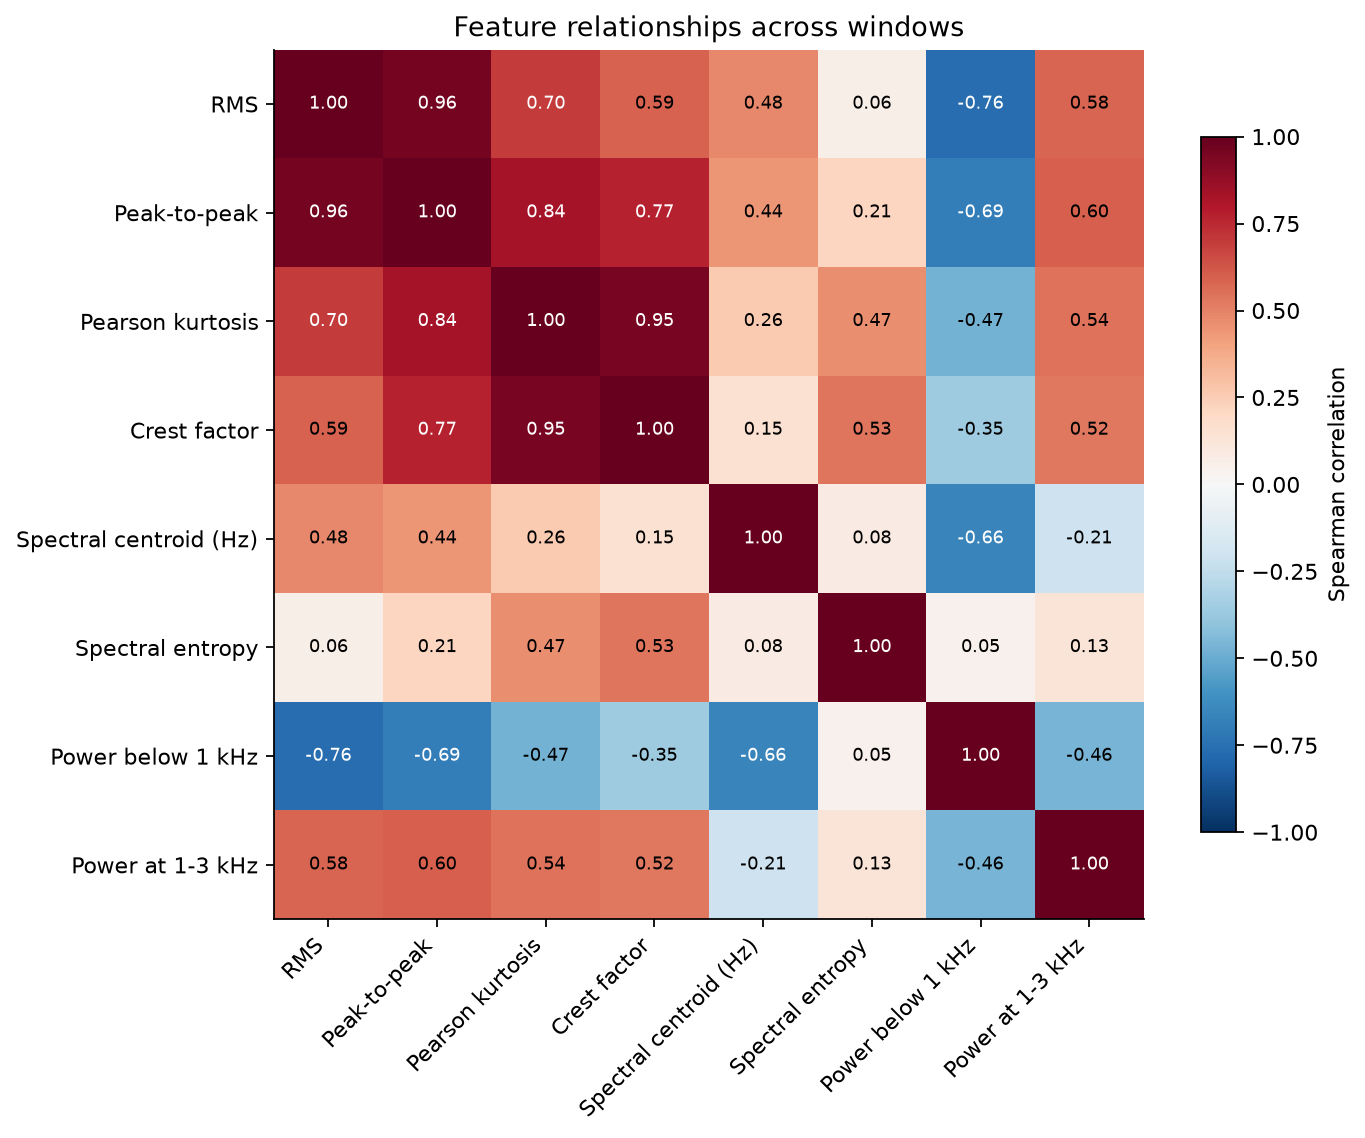 Feature relationships across windows
RMS 1.00 0.96 0.70 0.59 0.48 0.06 -0.76 0.58
Peak-to-peak 0.96 1.00 0.84 0.77 0.44 0.21 -0.69 0.60
Pearson kurtosis 0.70 0.84 1.00 0.95 0.26 0.47 -0.47 0.54
Crest factor 0.59 0.77 0.95 1.00 0.15 0.53 -0.35 0.52
Spectral centroid (Hz) 0.48 0.44 0.26 0.15 1.00 0.08 -0.66 -0.21
Spectral entropy 0.06 0.21 0.47 0.53 0.08 1.00 0.05 0.13
Power below 1 kHz -0.76 -0.69 -0.47 -0.35 -0.66 0.05 1.00 -0.46
Power at 1-3 kHz 0.58 0.60 0.54 0.52 -0.21 0.13 -0.46 1.00
RMS
Peak-to-peak
Pearson kurtosis
Crest factor
Spectral centroid (Hz)
Spectral entropy
Power below 1 kHz
Power at 1-3 kHz
1.00
0.75
0.50
0.25
0.00
−0.25
−0.50
−0.75
−1.00
Spearman correlation